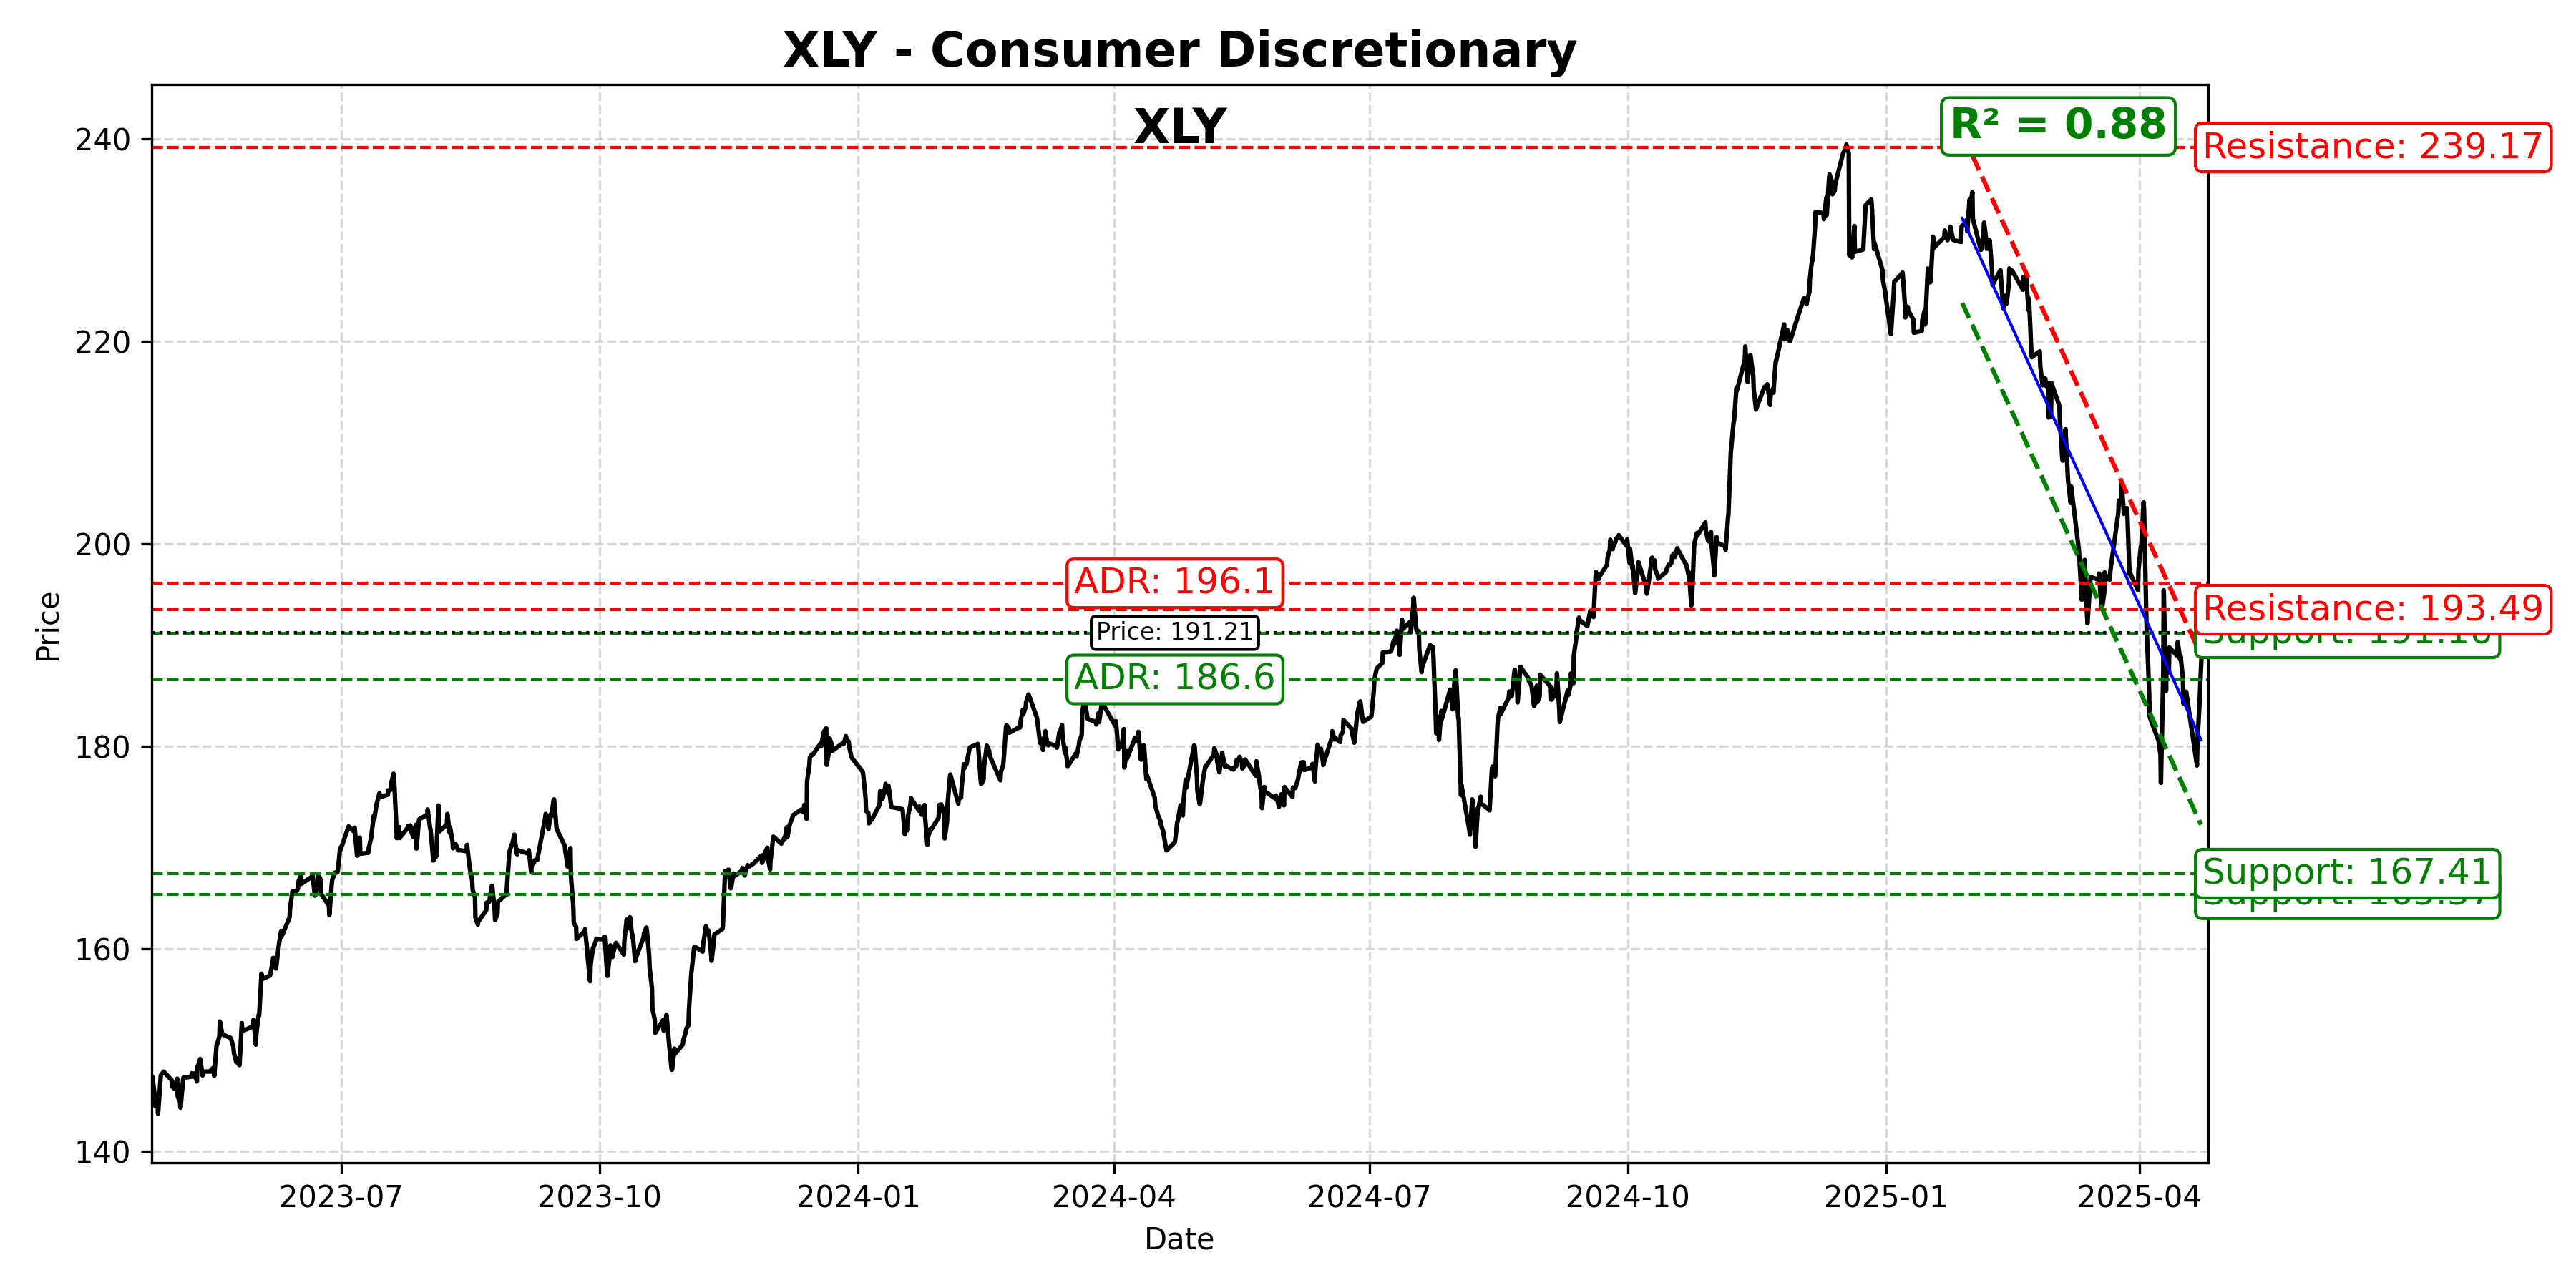 XLY - Consumer Discretionary
XLY
R² = 0.88
Resistance: 239.17
240
220
200
180
160
140
Price
ADR: 196.1
Resistance: 193.49
Price: 191.21
Support:
ADR: 186.6
Support: 167.41
Support:
2023-07
2023-10
2024-01
2024-04
2024-07
2024-10
2025-01
2025-04
Date